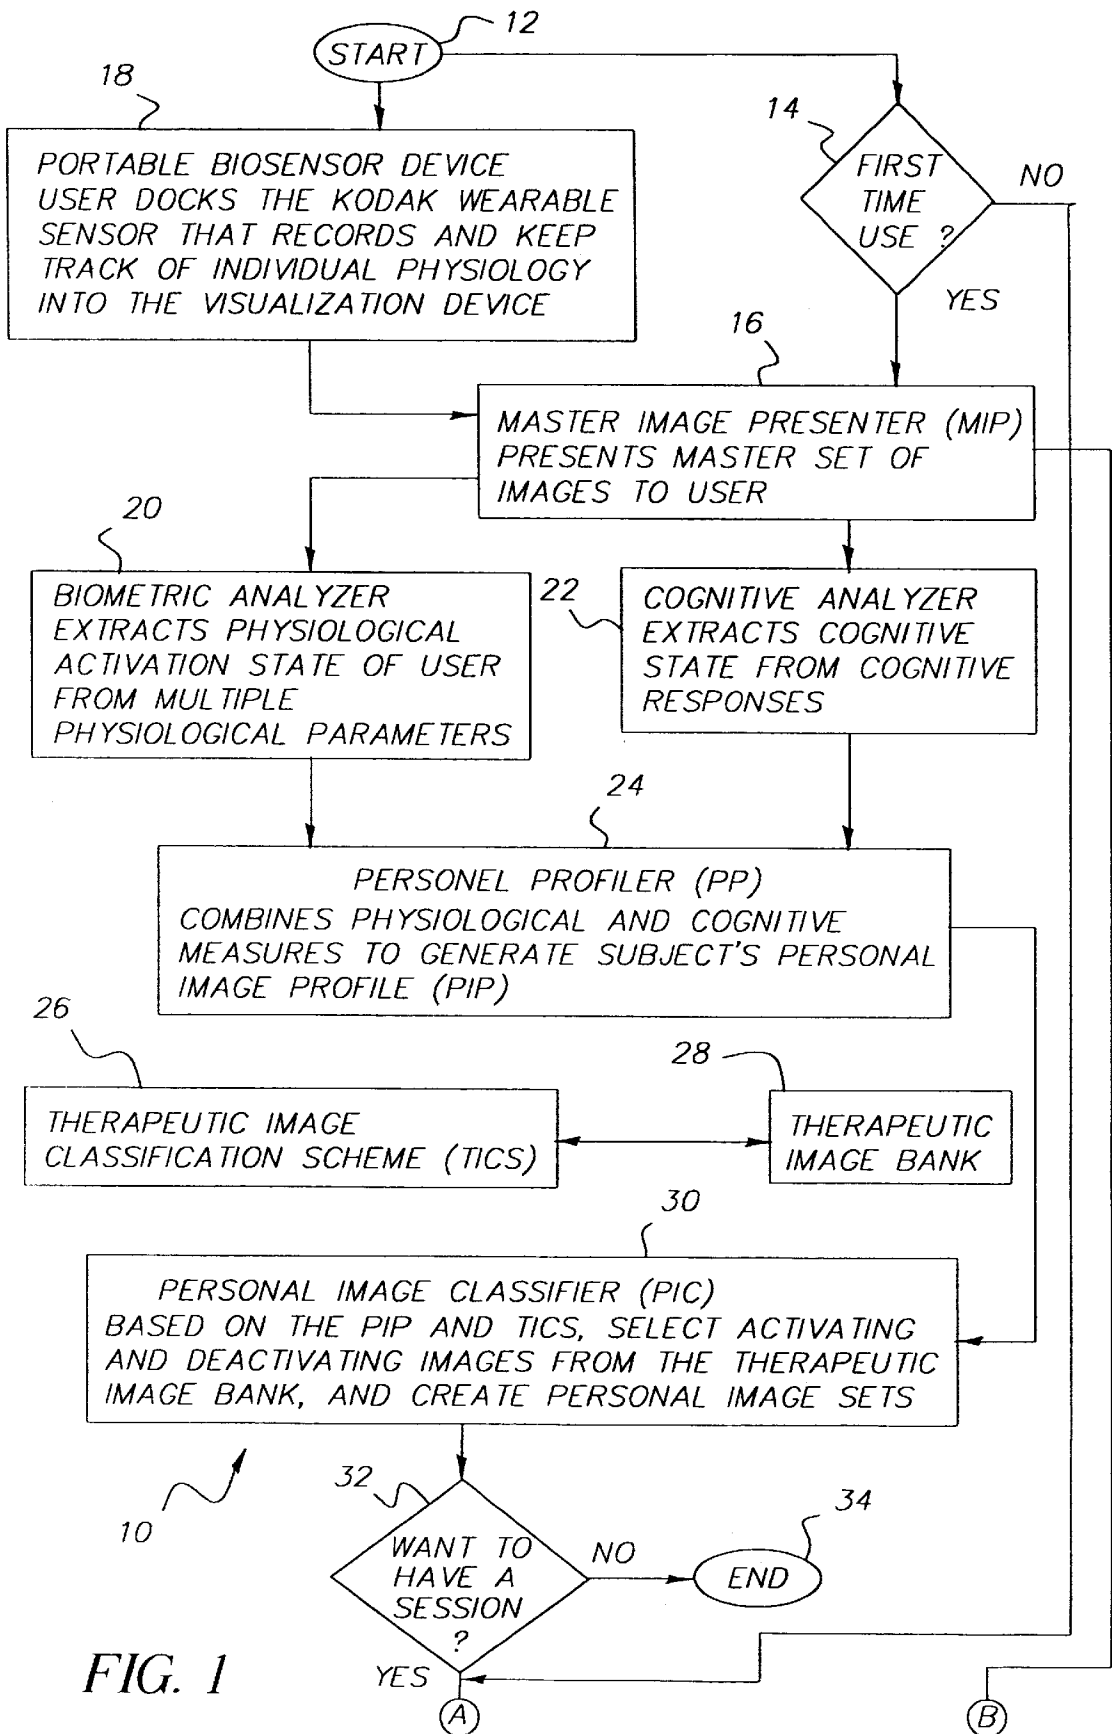 12
START
18
14
PORTABLE BIOSENSOR DEVICE
USER DOCKS THE KODAK WEARABLE
SENSOR THAT RECORDS AND KEEP
TRACK OF INDIVIDUAL PHYSIOLOGY
INTO THE VISUALIZATION DEVICE
FIRST
TIME
USE ?
NO
YES
16
MASTER IMAGE PRESENTER (MIP)
PRESENTS MASTER SET OF
IMAGES TO USER
20
BIOMETRIC ANALYZER
EXTRACTS PHYSIOLOGICAL
ACTIVATION STATE OF USER
FROM MULTIPLE
PHYSIOLOGICAL PARAMETERS
22
COGNITIVE ANALYZER
EXTRACTS COGNITIVE
STATE FROM COGNITIVE
RESPONSES
24
PERSONEL PROFILER (PP)
COMBINES PHYSIOLOGICAL AND COGNITIVE
MEASURES TO GENERATE SUBJECT'S PERSONAL
IMAGE PROFILE (PIP)
26
28
THERAPEUTIC IMAGE
CLASSIFICATION SCHEME (TICS)
THERAPEUTIC
IMAGE BANK
30
PERSONAL IMAGE CLASSIFIER (PIC)
BASED ON THE PIP AND TICS, SELECT ACTIVATING
AND DEACTIVATING IMAGES FROM THE THERAPEUTIC
IMAGE BANK, AND CREATE PERSONAL IMAGE SETS
10
32
WANT TO
HAVE A
SESSION
?
NO
34
END
YES
FIG. 1
A
B